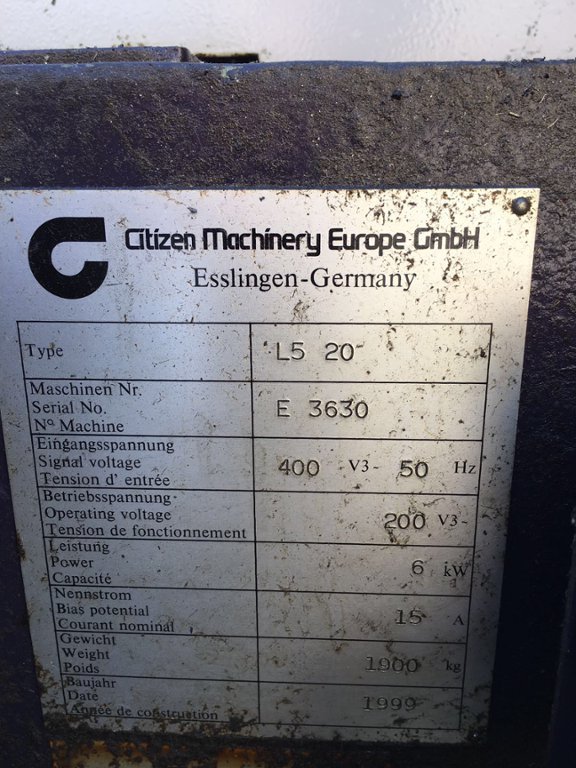 Citizen Machinery Europe GmbH
Esslingen-Germany
Type L5 20
Maschinen Nr.
Serial No. E 3630
Nº Machine
Eingangsspannung
Signal voltage 400 V3~ 50 Hz
Tension d' entrée
Betriebsspannung
Operating voltage 200 V3~
Tension de fonctionnement
Leistung
Power 6 kW
Capacité
Nennstrom
Bias potential 15 A
Courant nominal
Gewicht
Weight 1900 kg
Poids
Baujahr
Date 1999
Année de construction